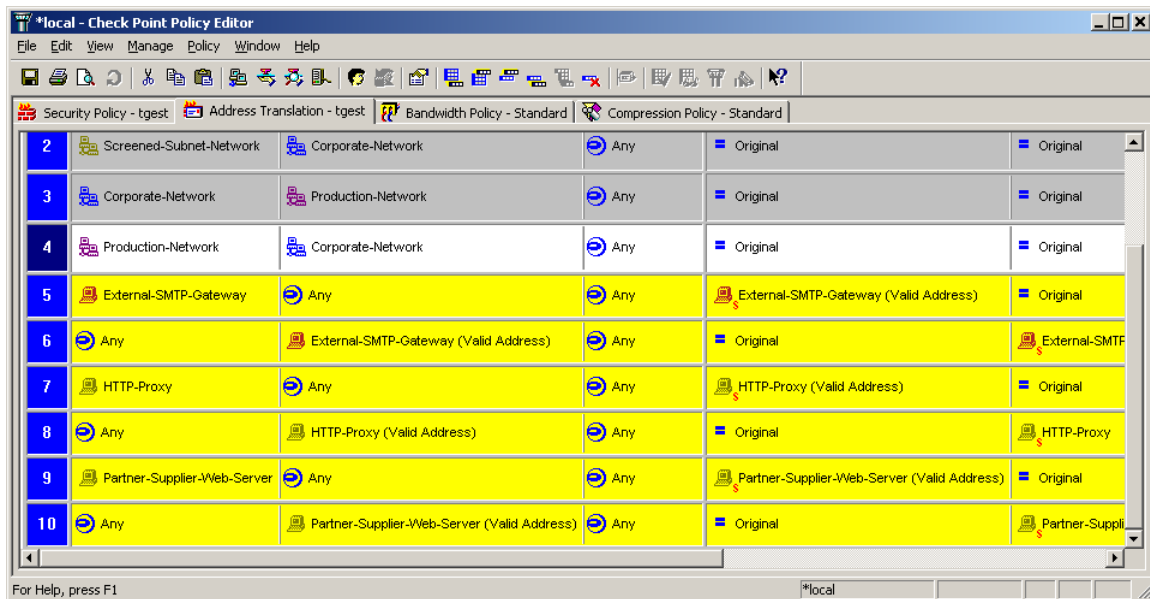 *local - Check Point Policy Editor
File Edit View Manage Policy Window Help
Security Policy - tgest Address Translation - tgest Bandwidth Policy - Standard Compression Policy - Standard
2 Screened-Subnet-Network Corporate-Network Any = Original = Original
3 Corporate-Network Production-Network Any = Original = Original
4 Production-Network Corporate-Network Any = Original = Original
5 External-SMTP-Gateway Any Any S External-SMTP-Gateway (Valid Address) = Original
6 Any External-SMTP-Gateway (Valid Address) Any = Original S External-SMTP
7 HTTP-Proxy Any Any S HTTP-Proxy (Valid Address) = Original
8 Any HTTP-Proxy (Valid Address) Any = Original S HTTP-Proxy
9 Partner-Supplier-Web-Server Any Any S Partner-Supplier-Web-Server (Valid Address) = Original
10 Any Partner-Supplier-Web-Server (Valid Address) Any = Original S Partner-Suppli
For Help, press F1 *local